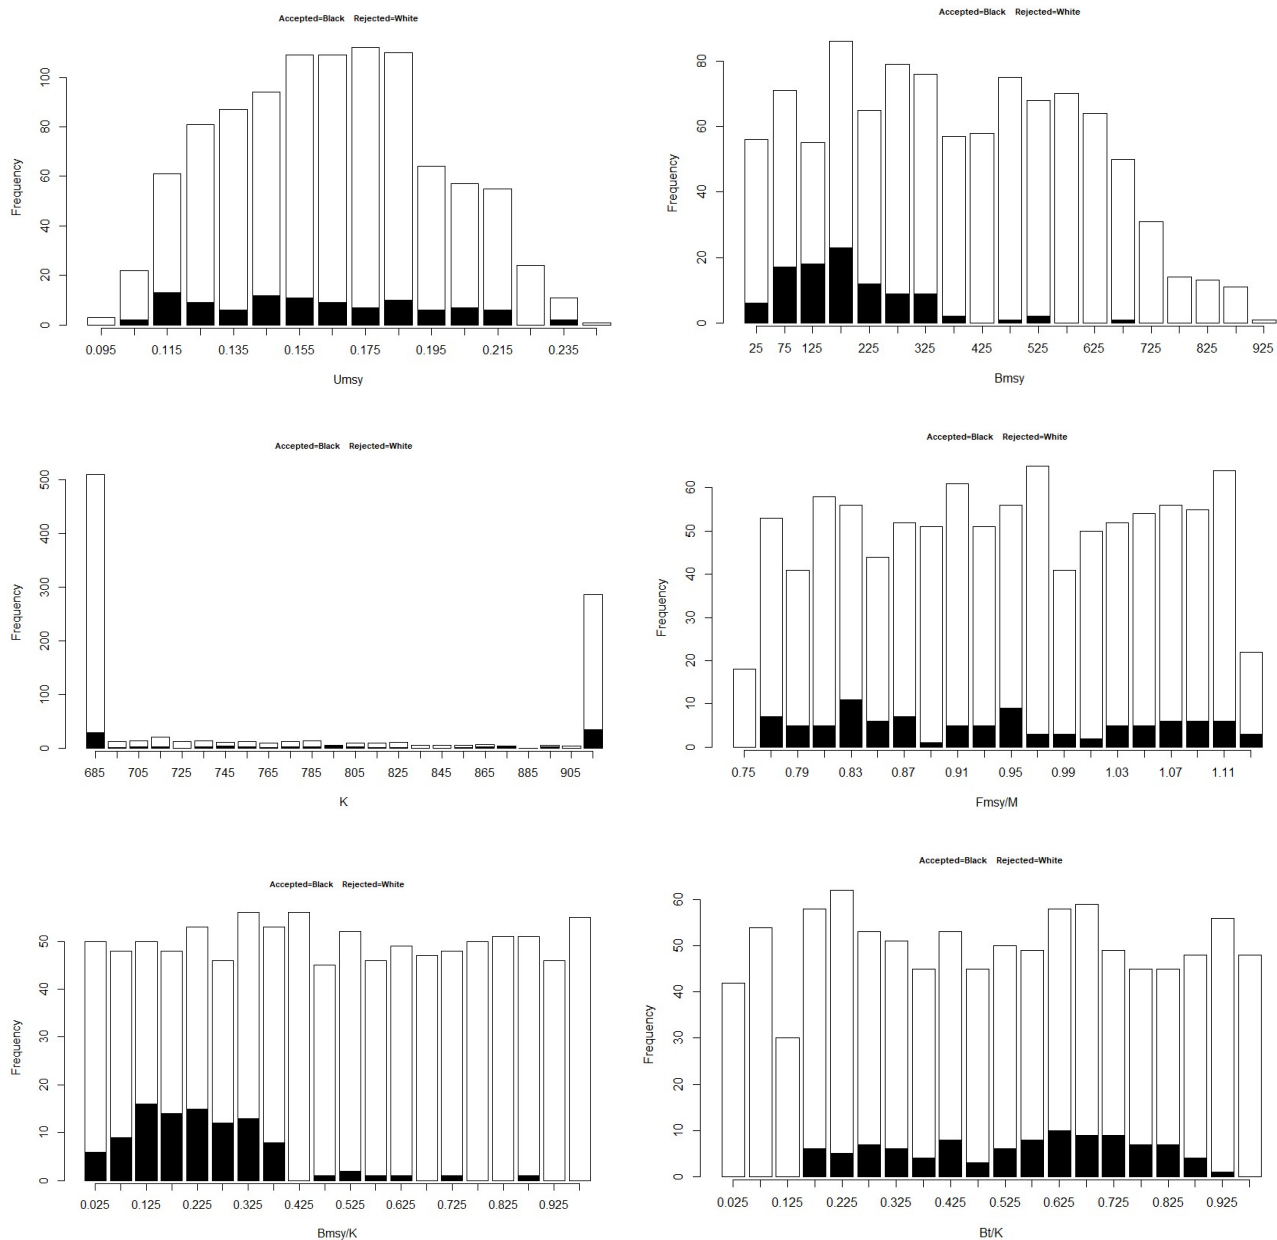 Accepted=Black Rejected=White
Frequency
0 20 40 60 80 100
0.095 0.115 0.135 0.155 0.175 0.195 0.215 0.235
Umsy
Accepted=Black Rejected=White
Frequency
0 20 40 60 80
25 75 125 225 325 425 525 625 725 825 925
Bmsy
Accepted=Black Rejected=White
Frequency
0 100 200 300 400 500
685 705 725 745 765 785 805 825 845 865 885 905
K
Accepted=Black Rejected=White
Frequency
0 10 20 30 40 50 60
0.75 0.79 0.83 0.87 0.91 0.95 0.99 1.03 1.07 1.11
Fmsy/M
Accepted=Black Rejected=White
Frequency
0 10 20 30 40 50
0.025 0.125 0.225 0.325 0.425 0.525 0.625 0.725 0.825 0.925
Bmsy/K
Accepted=Black Rejected=White
Frequency
0 10 20 30 40 50 60
0.025 0.125 0.225 0.325 0.425 0.525 0.625 0.725 0.825 0.925
Bt/K